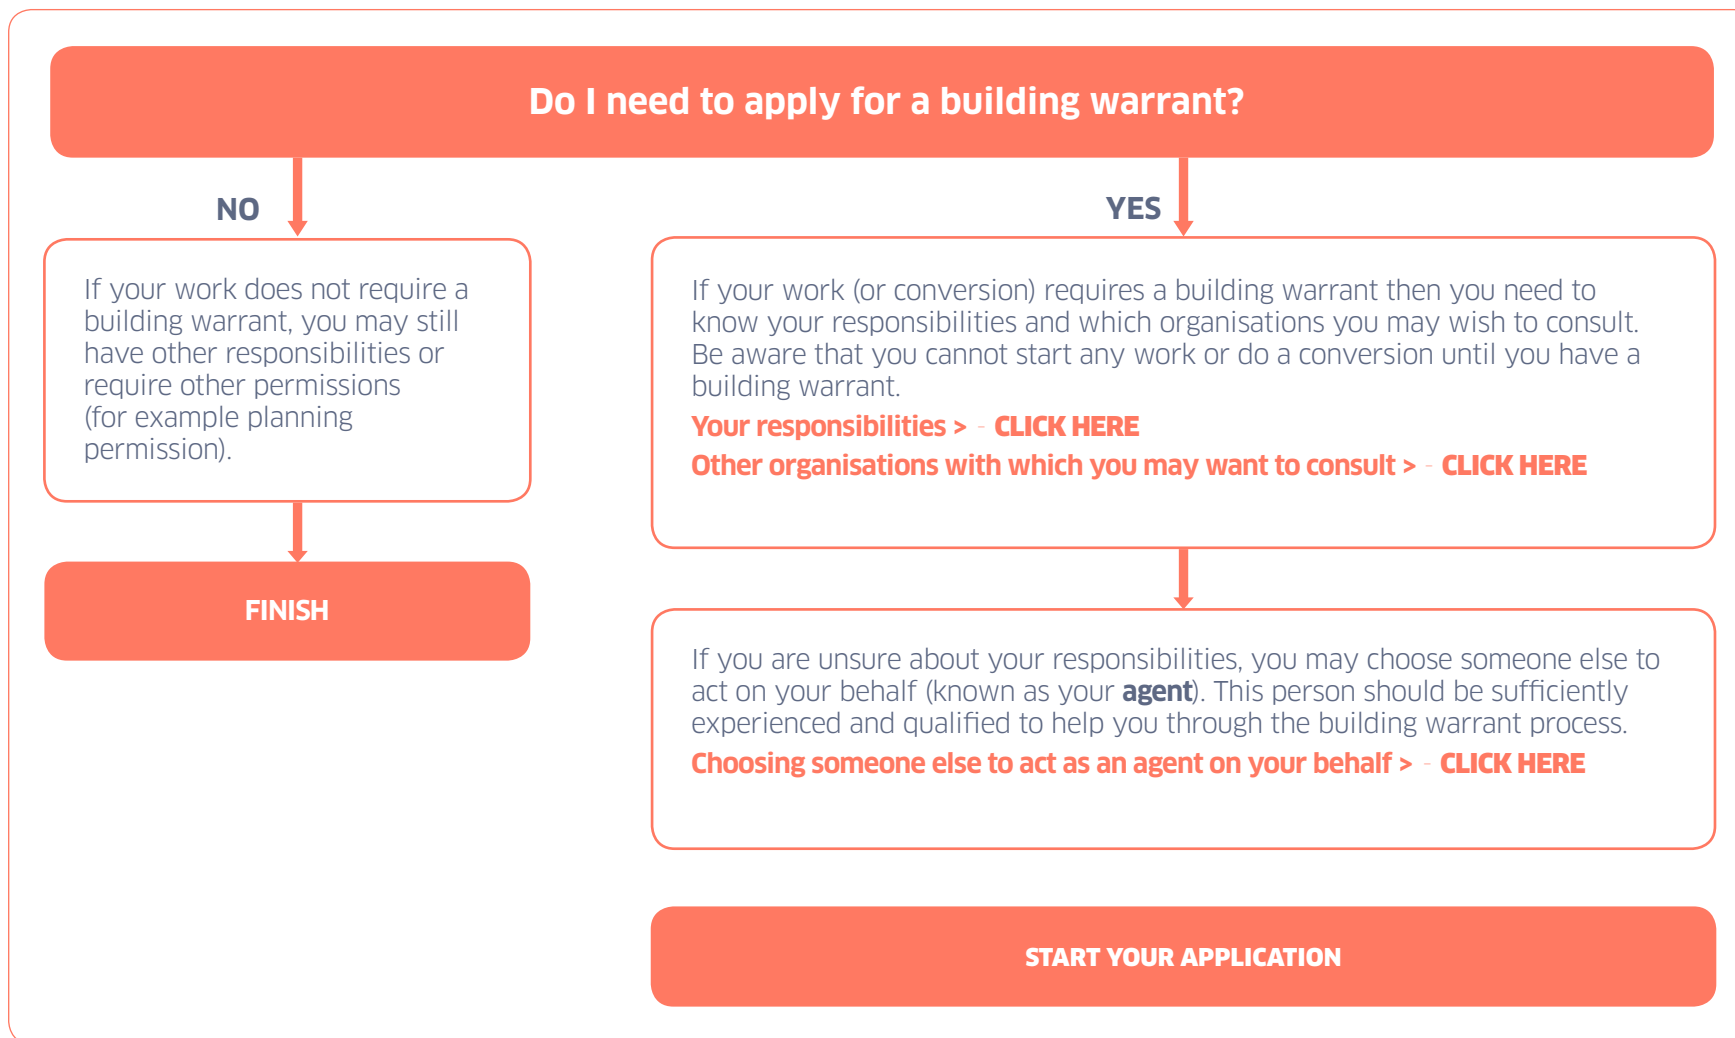 Do I need to apply for a building warrant?
NO
If your work does not require a
building warrant, you may still
have other responsibilities or
require other permissions
(for example planning
permission).
FINISH
YES
If your work (or conversion) requires a building warrant then you need to
know your responsibilities and which organisations you may wish to consult.
Be aware that you cannot start any work or do a conversion until you have a
building warrant.
Your responsibilities > - CLICK HERE
Other organisations with which you may want to consult > - CLICK HERE
If you are unsure about your responsibilities, you may choose someone else to
act on your behalf (known as your agent). This person should be sufficiently
experienced and qualified to help you through the building warrant process.
Choosing someone else to act as an agent on your behalf > - CLICK HERE
START YOUR APPLICATION